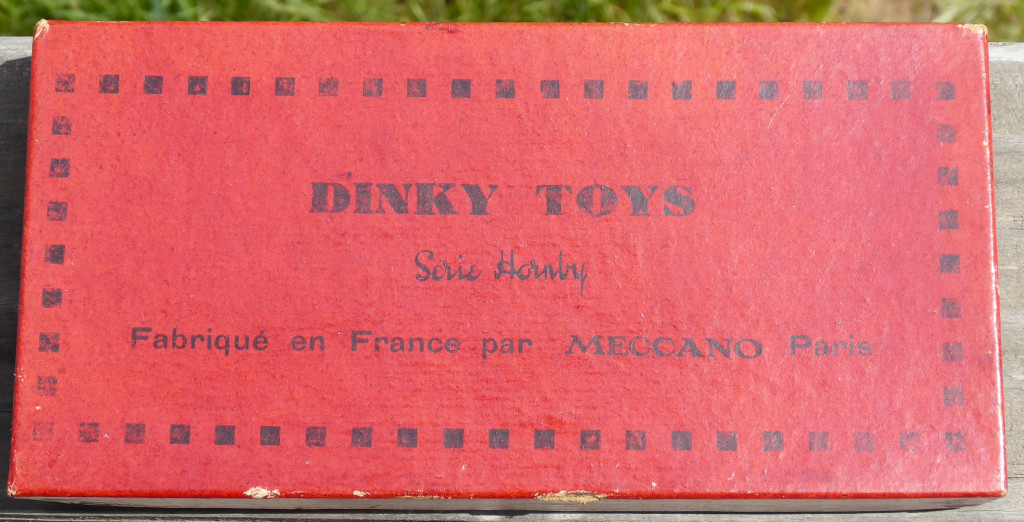 DINKY TOYS
Serie Hornby
Fabriqué en France par MECCANO Paris